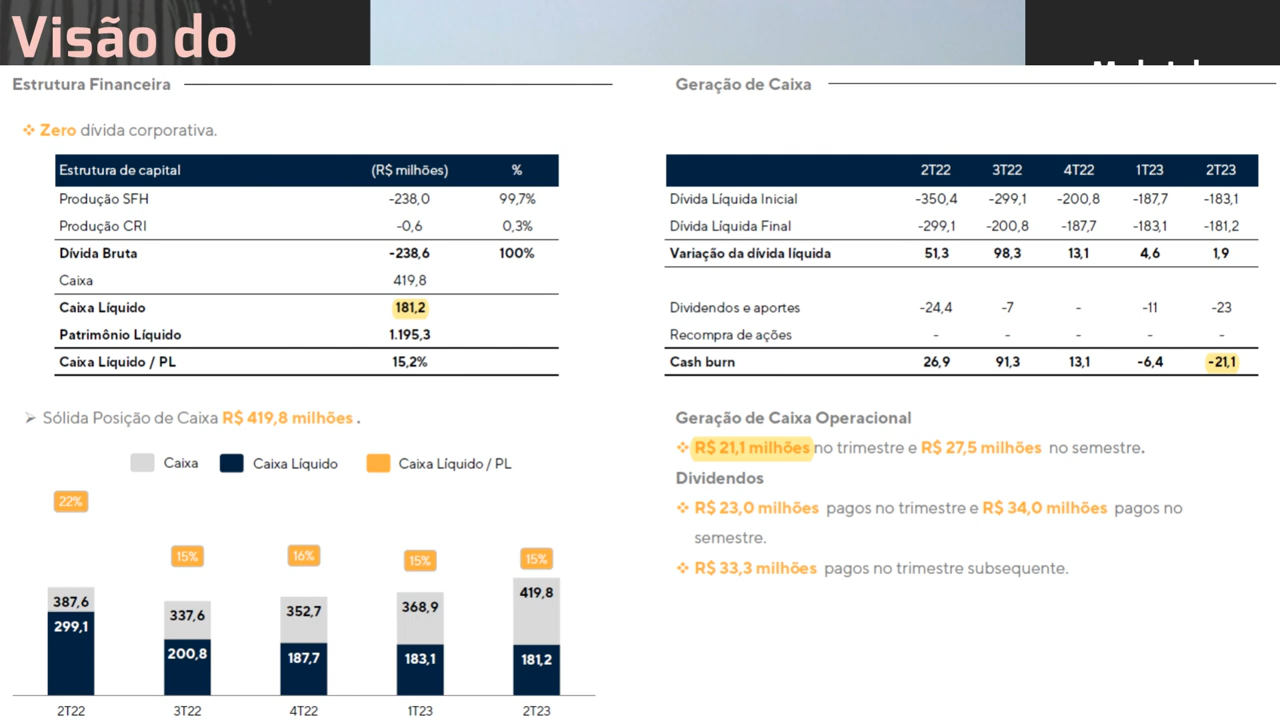 Visão do
Estrutura Financeira
❖ Zero dívida corporativa.
Estrutura de capital (R$ milhões) %
Produção SFH -238,0 99,7%
Produção CRI -0,6 0,3%
Dívida Bruta -238,6 100%
Caixa 419,8
Caixa Líquido 181,2
Patrimônio Líquido 1.195,3
Caixa Líquido / PL 15,2%
➢ Sólida Posição de Caixa R$ 419,8 milhões .
Caixa Caixa Líquido Caixa Líquido / PL
22% 15% 16% 15% 15%
387,6 337,6 352,7 368,9 419,8
299,1 200,8 187,7 183,1 181,2
2T22 3T22 4T22 1T23 2T23
Geração de Caixa
2T22 3T22 4T22 1T23 2T23
Dívida Líquida Inicial -350,4 -299,1 -200,8 -187,7 -183,1
Dívida Líquida Final -299,1 -200,8 -187,7 -183,1 -181,2
Variação da dívida líquida 51,3 98,3 13,1 4,6 1,9
Dividendos e aportes -24,4 -7 - -11 -23
Recompra de ações - - - - -
Cash burn 26,9 91,3 13,1 -6,4 -21,1
Geração de Caixa Operacional
❖ R$ 21,1 milhões no trimestre e R$ 27,5 milhões no semestre.
Dividendos
❖ R$ 23,0 milhões pagos no trimestre e R$ 34,0 milhões pagos no
semestre.
❖ R$ 33,3 milhões pagos no trimestre subsequente.